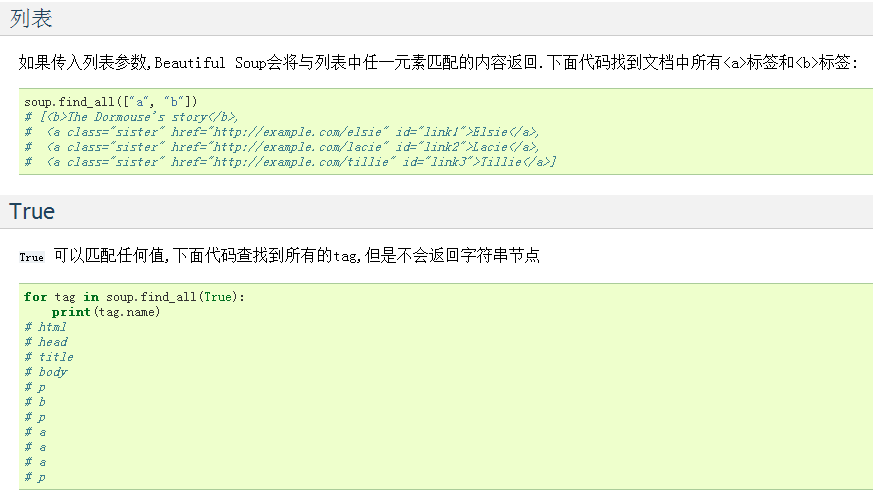 列表
如果传入列表参数,Beautiful Soup会将与列表中任一元素匹配的内容返回.下面代码找到文档中所有<a>标签和<b>标签:
soup.find_all(["a", "b"])
# [<b>The Dormouse's story</b>,
#  <a class="sister" href="http://example.com/elsie" id="link1">Elsie</a>,
#  <a class="sister" href="http://example.com/lacie" id="link2">Lacie</a>,
#  <a class="sister" href="http://example.com/tillie" id="link3">Tillie</a>]
True
True 可以匹配任何值,下面代码查找到所有的tag,但是不会返回字符串节点
for tag in soup.find_all(True):
    print(tag.name)
# html
# head
# title
# body
# p
# b
# p
# a
# a
# a
# p